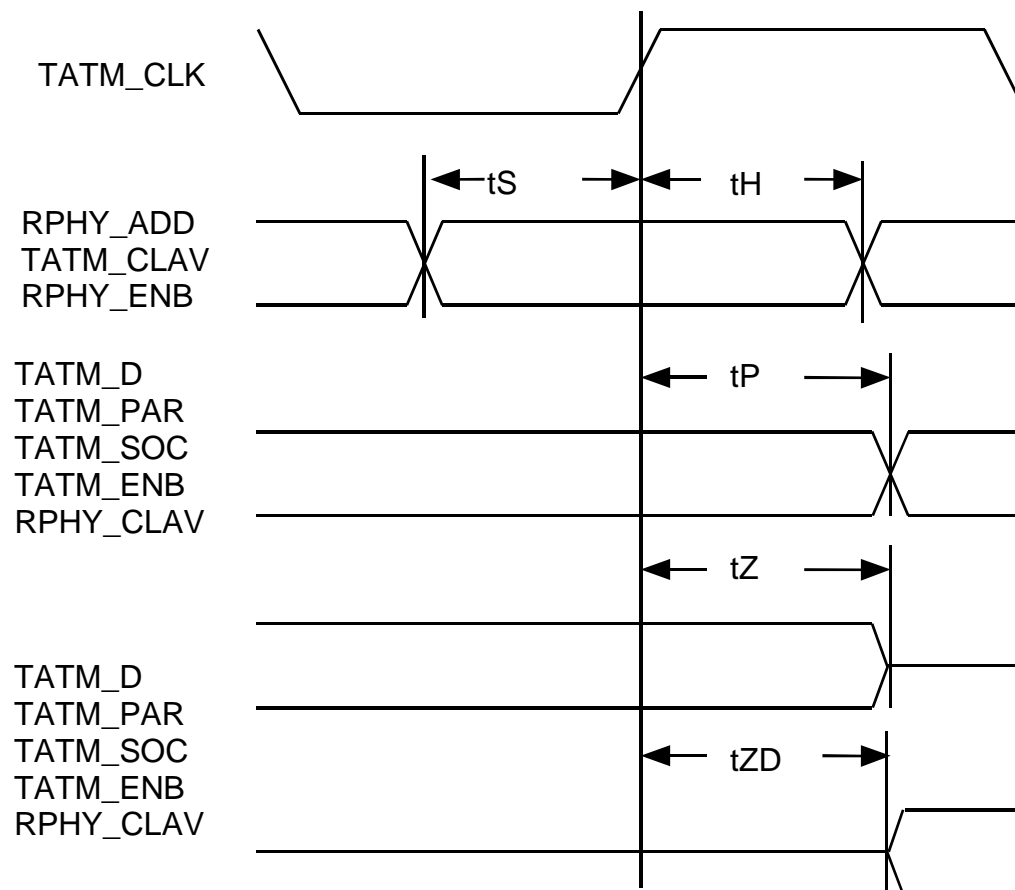 TATM_CLK
tS
tH
RPHY_ADD
TATM_CLAV
RPHY_ENB
TATM_D
tP
TATM_PAR
TATM_SOC
TATM_ENB
RPHY_CLAV
tZ
TATM_D
TATM_PAR
TATM_SOC
tZD
TATM_ENB
RPHY_CLAV